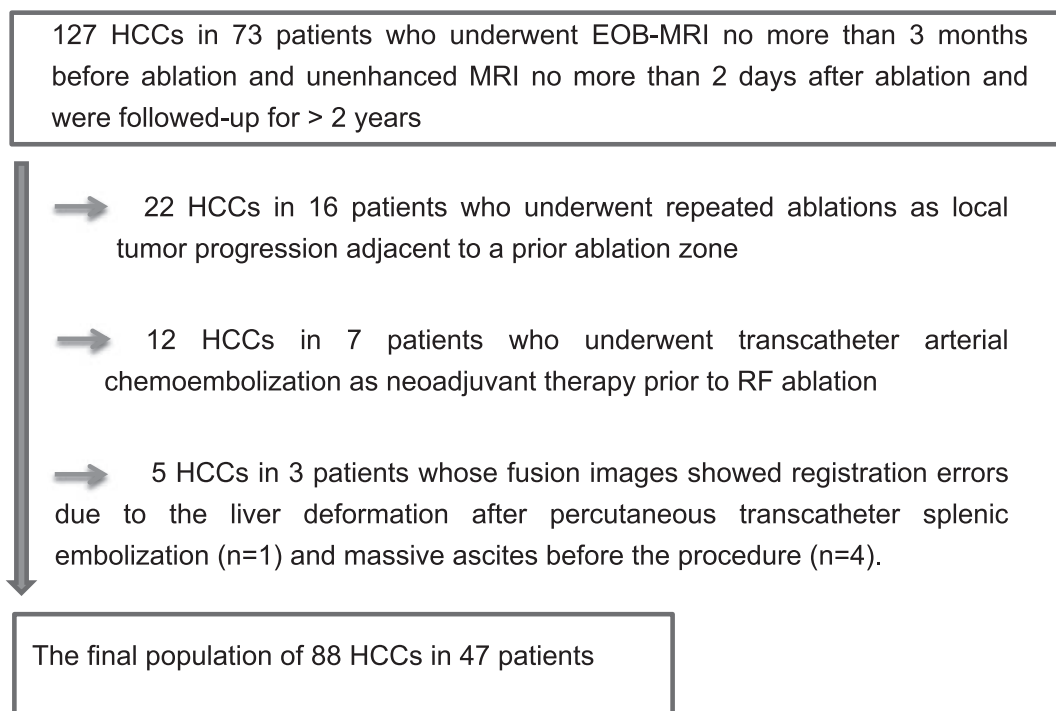 127 HCCs in 73 patients who underwent EOB-MRI no more than 3 months
before ablation and unenhanced MRI no more than 2 days after ablation and
were followed-up for > 2 years
22 HCCs in 16 patients who underwent repeated ablations as local
tumor progression adjacent to a prior ablation zone
12 HCCs in 7 patients who underwent transcatheter arterial
chemoembolization as neoadjuvant therapy prior to RF ablation
5 HCCs in 3 patients whose fusion images showed registration errors
due to the liver deformation after percutaneous transcatheter splenic
embolization (n=1) and massive ascites before the procedure (n=4).
The final population of 88 HCCs in 47 patients